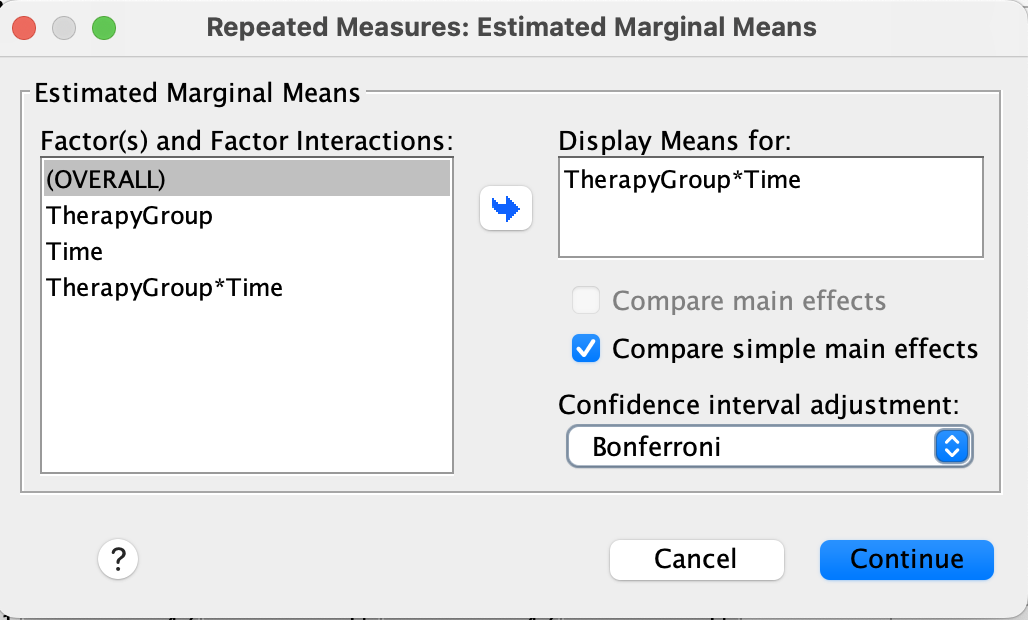 Repeated Measures: Estimated Marginal Means
Estimated Marginal Means
Factor(s) and Factor Interactions:
(OVERALL)
TherapyGroup
Time
TherapyGroup*Time
Display Means for:
TherapyGroup*Time
Compare main effects
Compare simple main effects
Confidence interval adjustment:
Bonferroni
?
Cancel
Continue